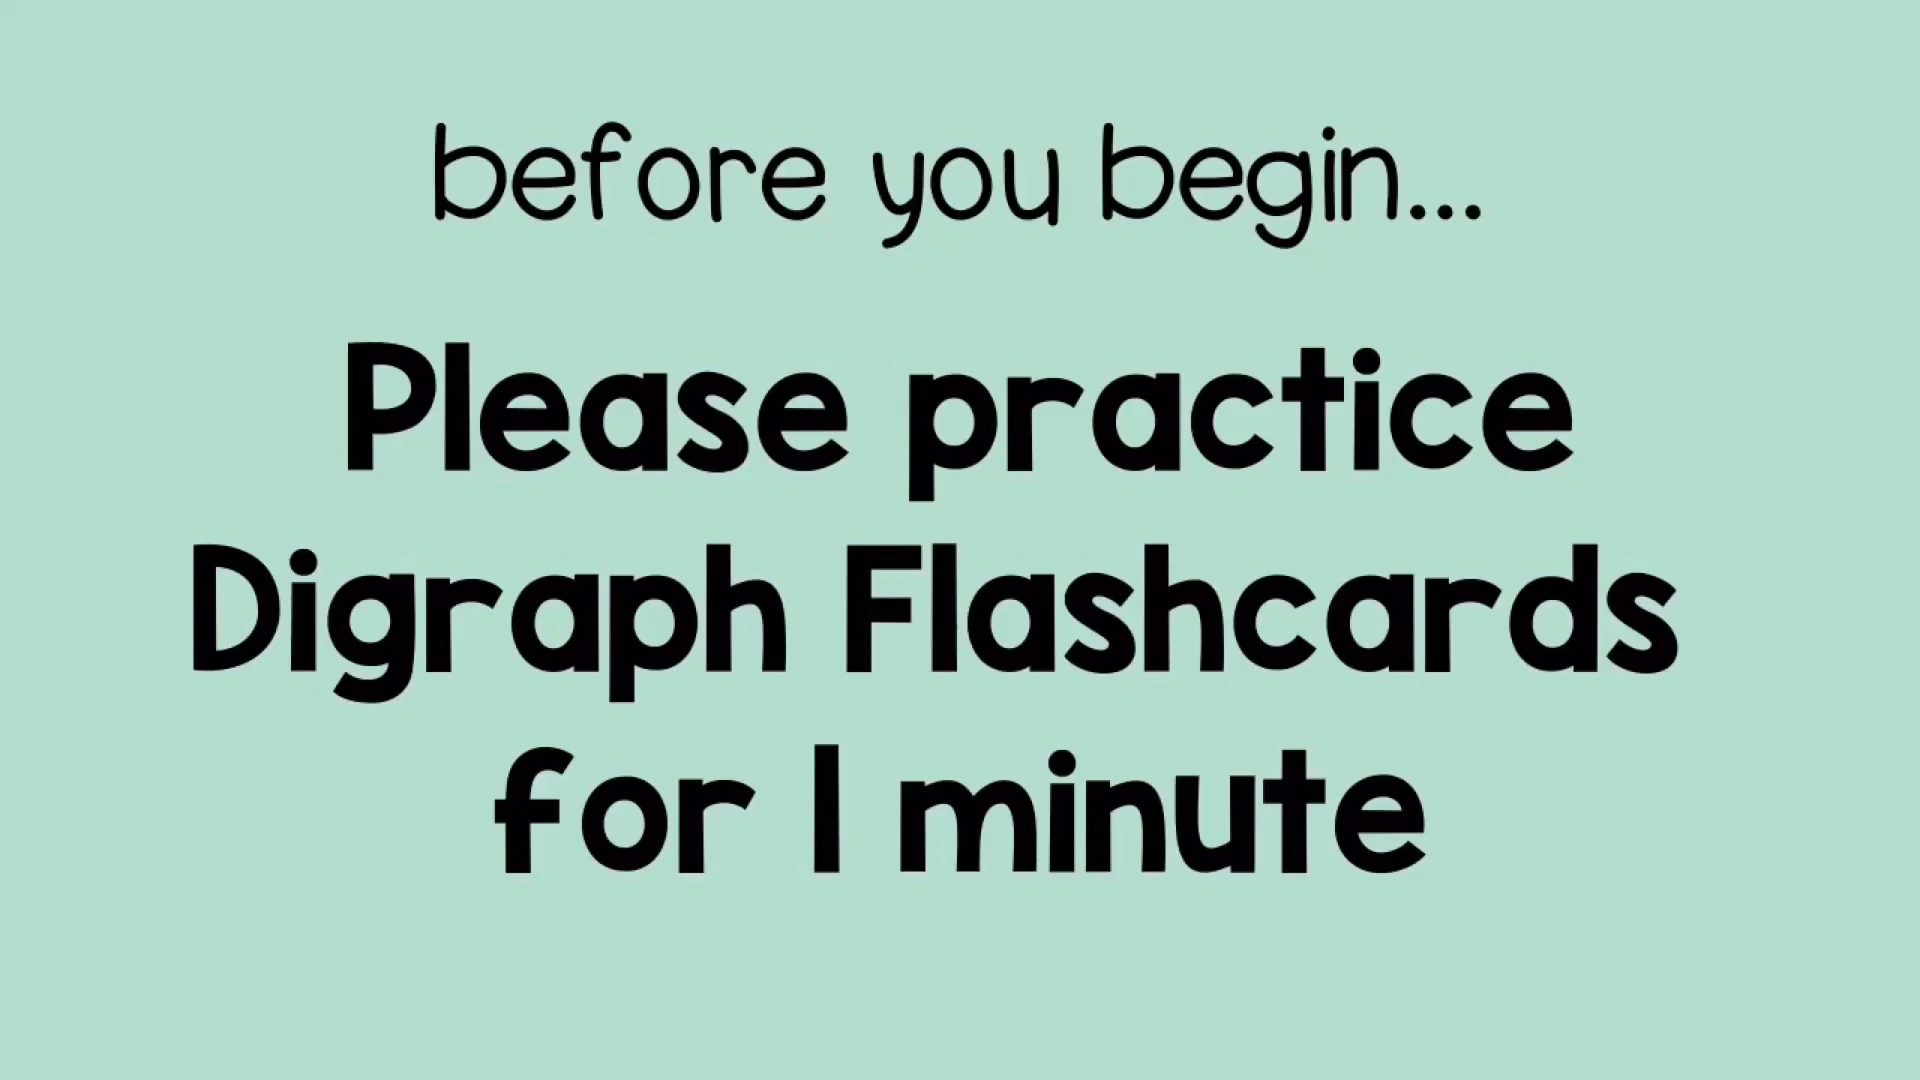 before you begin...
Please practice
Digraph Flashcards
for 1 minute